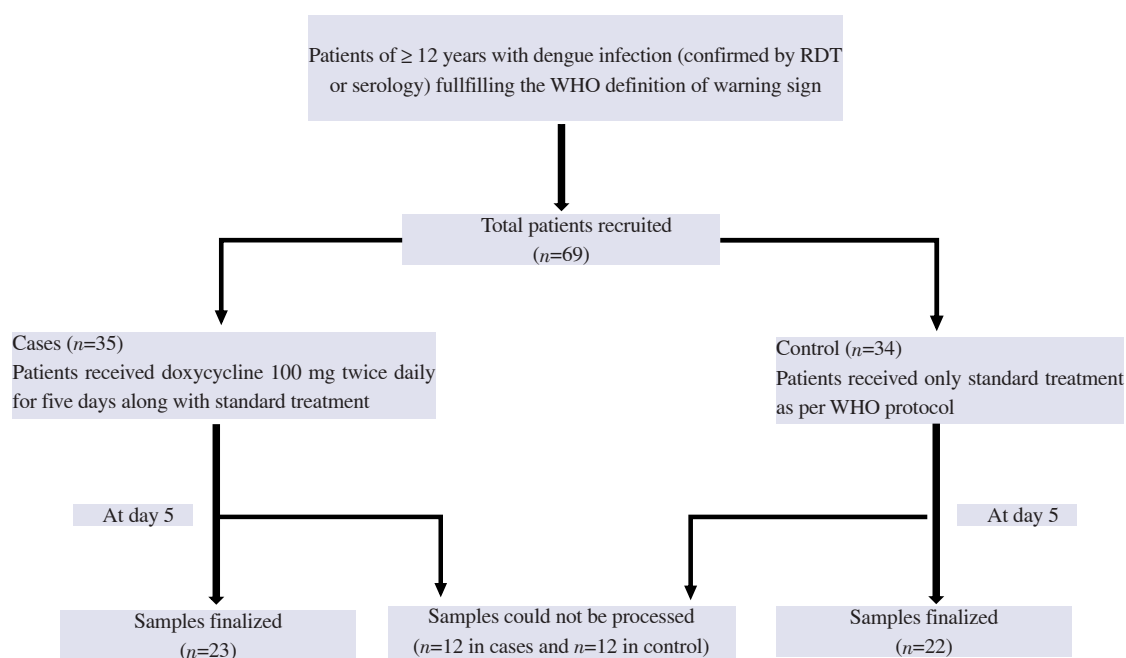 Patients of ≥ 12 years with dengue infection (confirmed by RDT
or serology) fullfilling the WHO definition of warning sign
Total patients recruited
(n=69)
Cases (n=35)
Patients received doxycycline 100 mg twice daily
for five days along with standard treatment
Control (n=34)
Patients received only standard treatment
as per WHO protocol
At day 5
At day 5
Samples finalized
(n=23)
Samples could not be processed
(n=12 in cases and n=12 in control)
Samples finalized
(n=22)